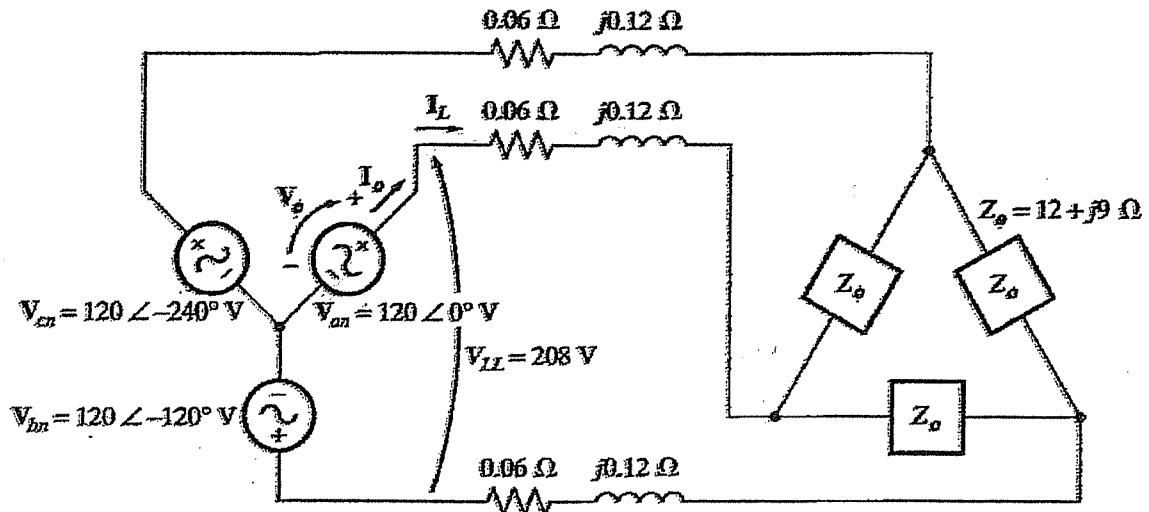 0.06 Ω j0.12 Ω
I_L 0.06 Ω j0.12 Ω
V_ϕ + I_ϕ
−
Z_ϕ = 12 + j9 Ω
+ − + −
Z_ϕ Z_ϕ
V_cn = 120 ∠−240° V V_an = 120 ∠0° V
V_LL = 208 V
V_bn = 120 ∠−120° V
−
+
Z_ϕ
0.06 Ω j0.12 Ω